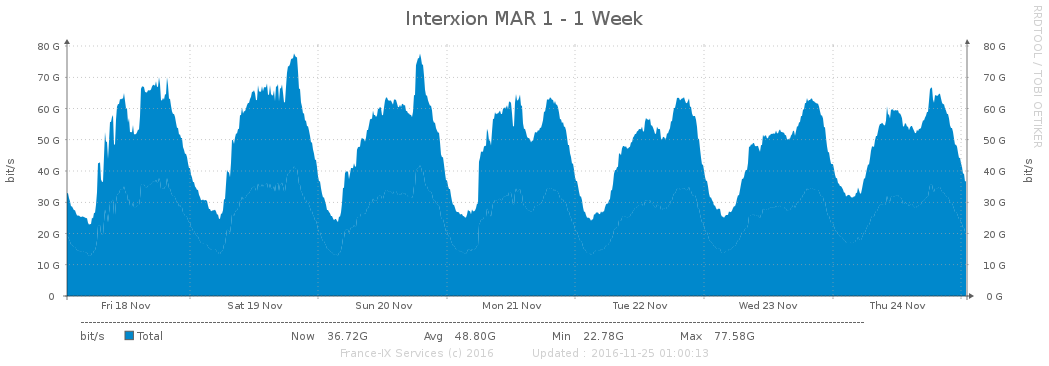 Interxion MAR 1 - 1 Week
RRDTOOL / TOBI OETIKER
bit/s
80 G
70 G
60 G
50 G
40 G
30 G
20 G
10 G
0
80 G
70 G
60 G
50 G
40 G
30 G
20 G
10 G
0 G
bit/s
Fri 18 Nov Sat 19 Nov Sun 20 Nov Mon 21 Nov Tue 22 Nov Wed 23 Nov Thu 24 Nov
bit/s Total Now 36.72G Avg 48.80G Min 22.78G Max 77.58G
France-IX Services (c) 2016 Updated : 2016-11-25 01:00:13